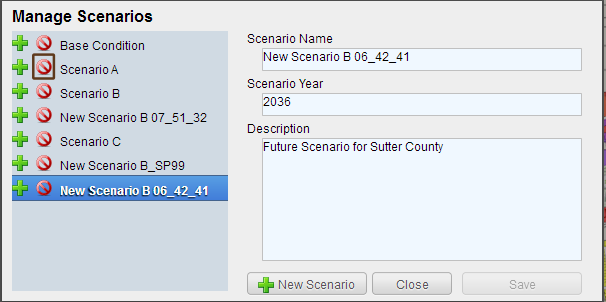 Manage Scenarios
Base Condition
Scenario A
Scenario B
New Scenario B 07_51_32
Scenario C
New Scenario B_SP99
New Scenario B 06_42_41
Scenario Name
New Scenario B 06_42_41
Scenario Year
2036
Description
Future Scenario for Sutter County
New Scenario
Close
Save